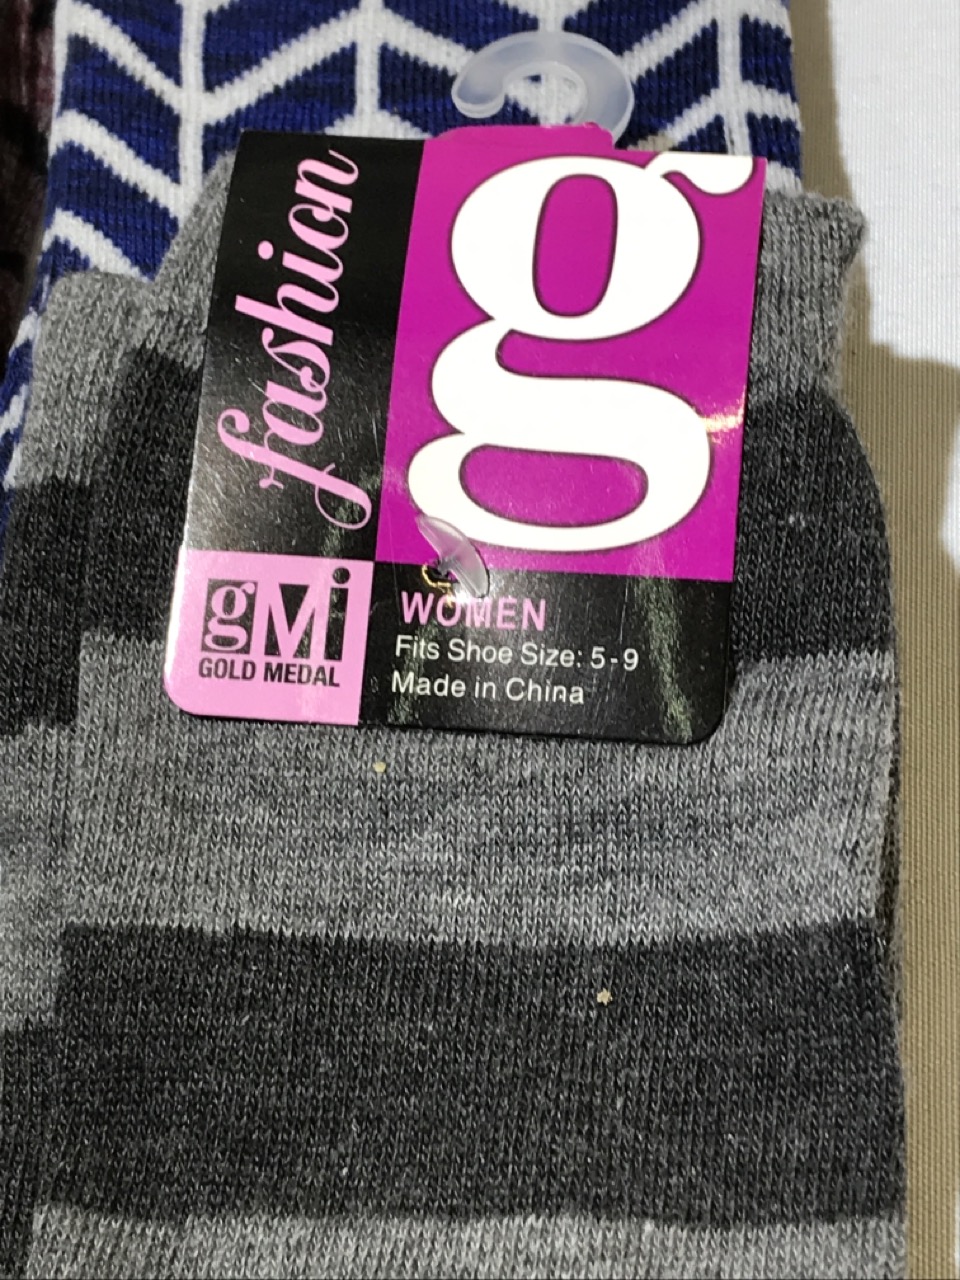 fashion
g
gMi
GOLD MEDAL
WOMEN
Fits Shoe Size: 5-9
Made in China